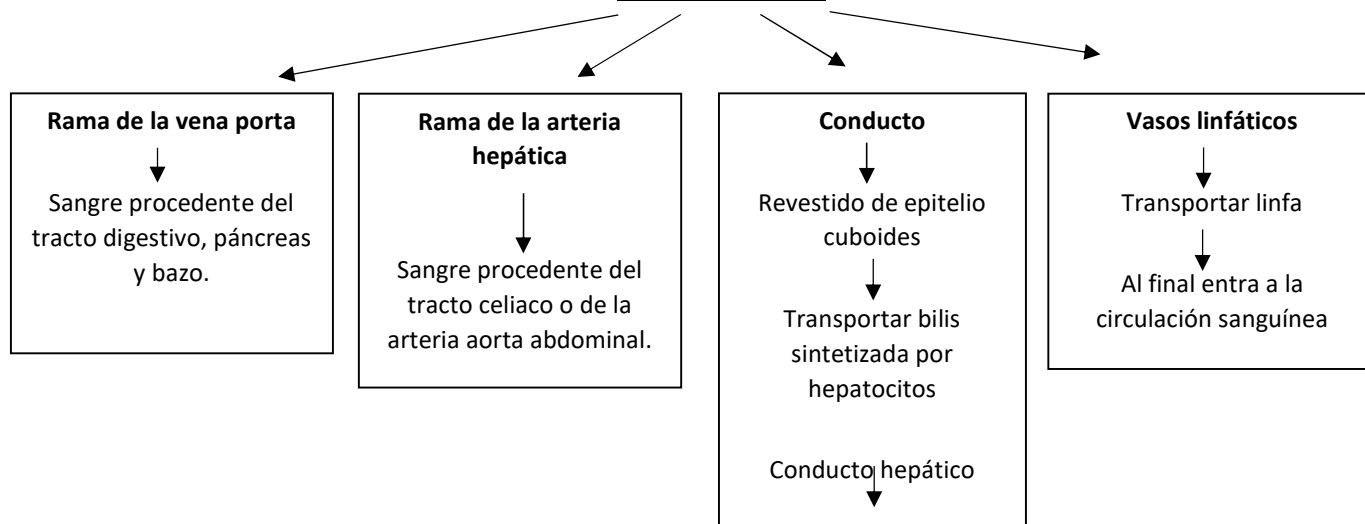 Rama de la vena porta
Sangre procedente del
tracto digestivo, páncreas
y bazo.
Rama de la arteria
hepática
Sangre procedente del
tracto celiaco o de la
arteria aorta abdominal.
Conducto
Revestido de epitelio
cuboides
Transportar bilis
sintetizada por
hepatocitos
Conducto hepático
Vasos linfáticos
Transportar linfa
Al final entra a la
circulación sanguínea